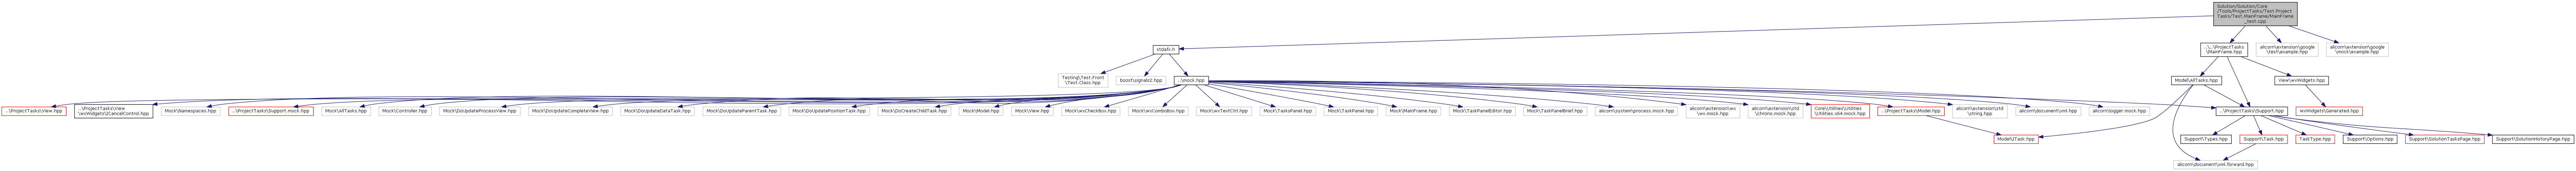 Solution/Solution/Core
/Tools/ProjectTasks/Test.Project
Tasks/Test.MainFrame/MainFrame
_test.cpp
stdafx.h
..\..\ProjectTasks
\MainFrame.hpp
alicorn\extension\google
\test\example.hpp
alicorn\extension\google
\mock\example.hpp
Testing\Test.Front
\Test.Class.hpp
boost\signals2.hpp
..\mock.hpp
Model\AllTasks.hpp
View\wxWidgets.hpp
..\ProjectTasks\View.hpp
..\ProjectTasks\View
\wxWidgets\ICancelControl.hpp
Mock\Namespaces.hpp
..\ProjectTasks\Support.mock.hpp
Mock\AllTasks.hpp
Mock\Controller.hpp
Mock\DoUpdateProcessView.hpp
Mock\DoUpdateCompleteView.hpp
Mock\DoUpdateDataTask.hpp
Mock\DoUpdateParentTask.hpp
Mock\DoUpdatePositionTask.hpp
Mock\DoCreateChildTask.hpp
Mock\Model.hpp
Mock\View.hpp
Mock\wxCheckBox.hpp
Mock\wxComboBox.hpp
Mock\wxTextCtrl.hpp
Mock\TasksPanel.hpp
Mock\TaskPanel.hpp
Mock\MainFrame.hpp
Mock\TaskPanelEditor.hpp
Mock\TaskPanelBrief.hpp
alicorn\system\process.mock.hpp
alicorn\extension\wx
\wx.mock.hpp
alicorn\extension\std
\chrono.mock.hpp
Core\Utilities\Utilities
\Utilities.x64.mock.hpp
..\ProjectTasks\Model.hpp
alicorn\extension\std
\string.hpp
alicorn\document\yml.hpp
alicorn\logger.mock.hpp
..\ProjectTasks\Support.hpp
wxWidgets\Generated.hpp
Model\ITask.hpp
Support\Types.hpp
Support\Task.hpp
TaskType.hpp
Support\Options.hpp
Support\SolutionTasksPage.hpp
Support\SolutionHistoryPage.hpp
alicorn\document\yml.forward.hpp